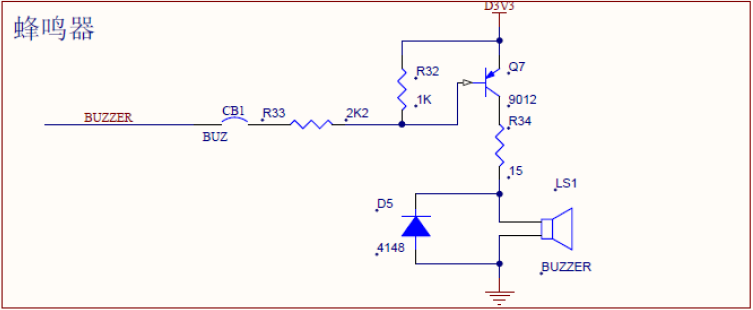 D3V3
蜂鸣器
Q7
R32
1K
9012
CB1
R33
2K2
BUZZER
BUZ
R34
15
LS1
D5
4148
BUZZER